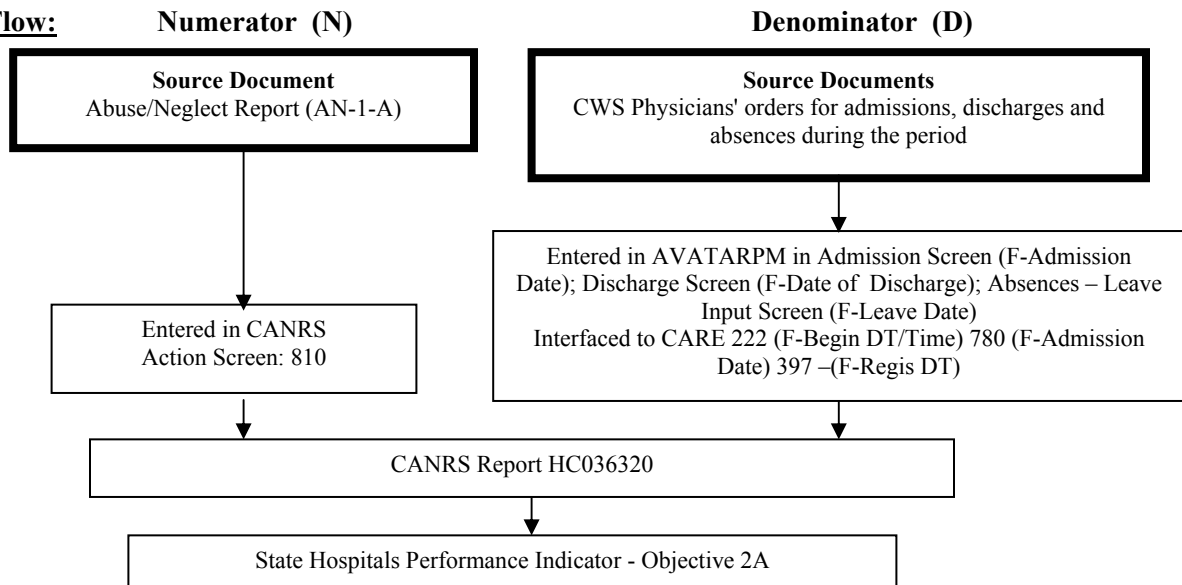 Flow: Numerator (N) Denominator (D)
Source Document
Abuse/Neglect Report (AN-1-A)
Source Documents
CWS Physicians' orders for admissions, discharges and
absences during the period
Entered in AVATARPM in Admission Screen (F-Admission
Date); Discharge Screen (F-Date of Discharge); Absences – Leave
Input Screen (F-Leave Date)
Interfaced to CARE 222 (F-Begin DT/Time) 780 (F-Admission
Date) 397 –(F-Regis DT)
Entered in CANRS
Action Screen: 810
CANRS Report HC036320
State Hospitals Performance Indicator - Objective 2A